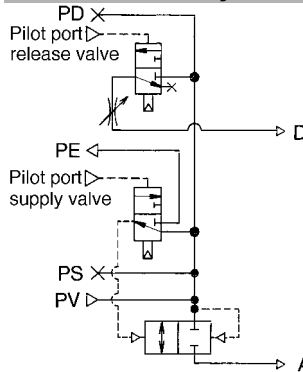 PD
Pilot port
release valve
D
PE
Pilot port
supply valve
PS
PV
A